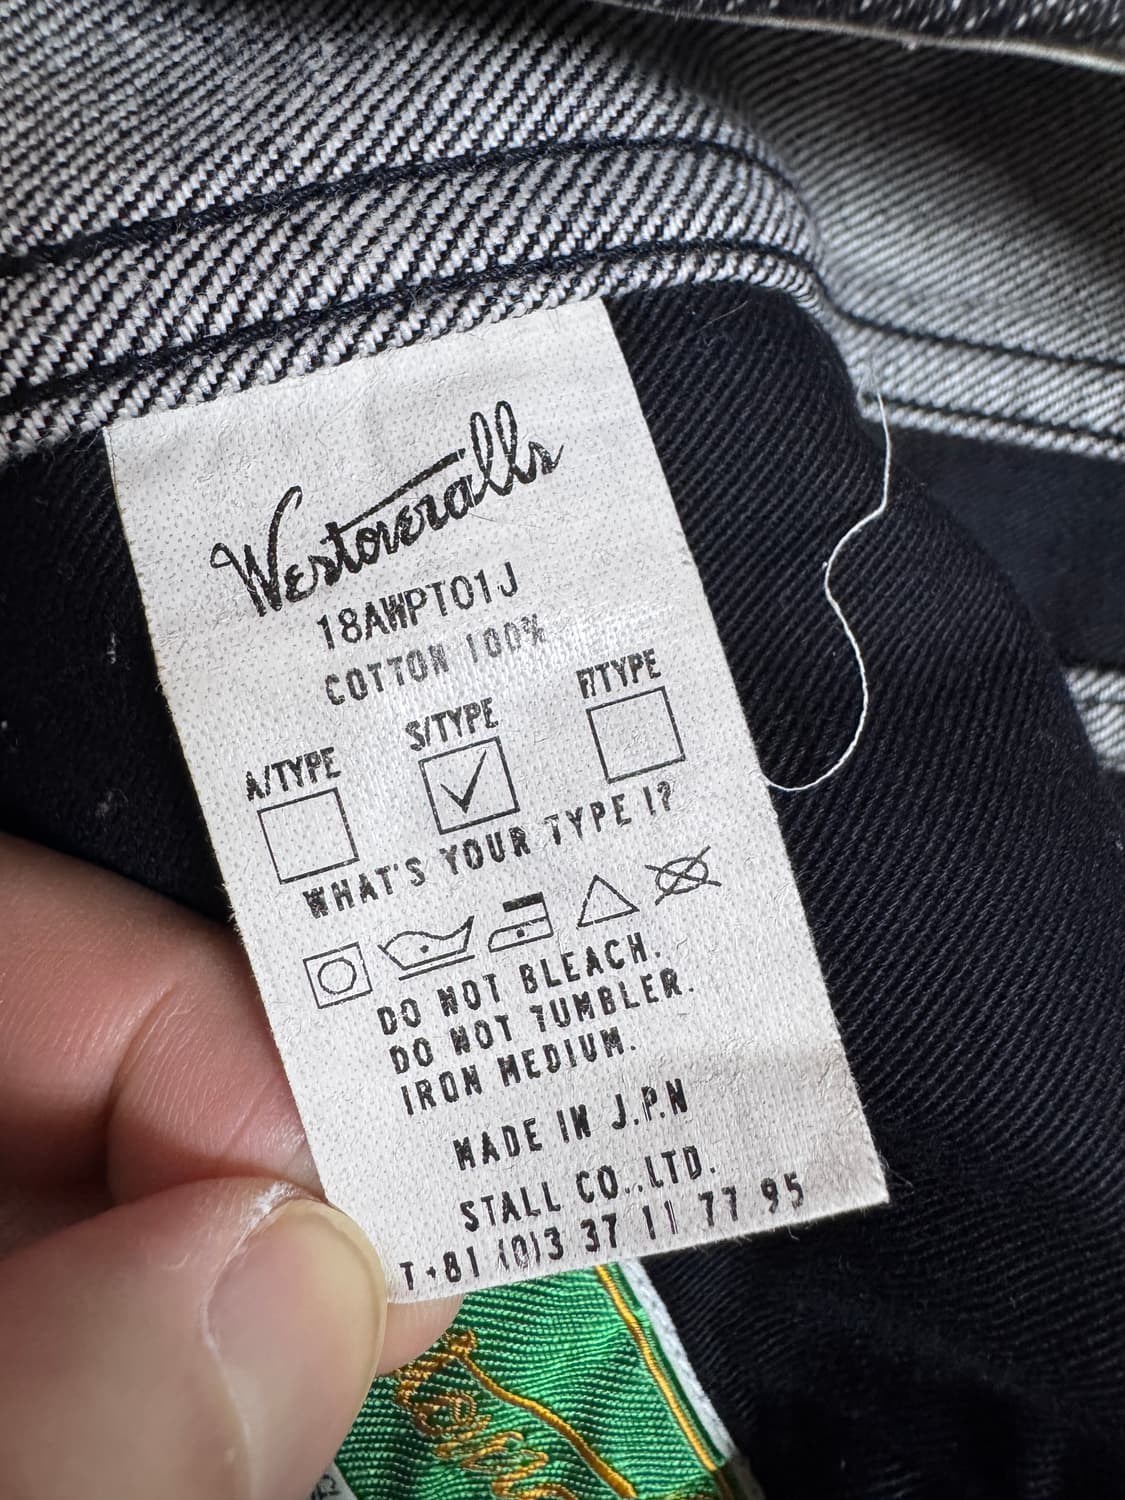 Westoveralls
18AWPT01J
COTTON 100%
A/TYPE S/TYPE R/TYPE
WHAT'S YOUR TYPE !?
DO NOT BLEACH.
DO NOT TUMBLER.
IRON MEDIUM.
MADE IN J.P.N
STALL CO.,LTD.
T+81 (0)3 37 11 77 95